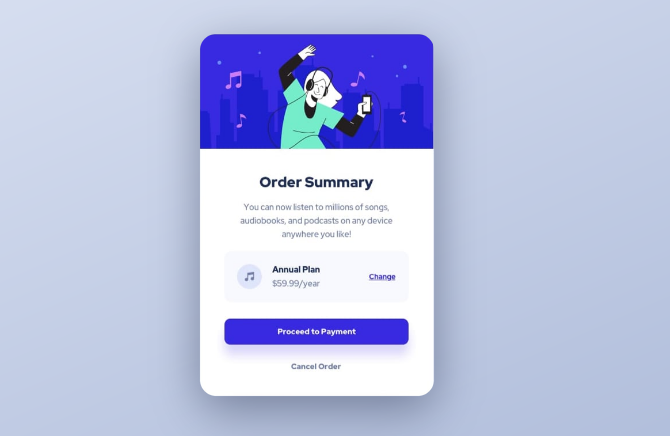 Order Summary
You can now listen to millions of songs,
audiobooks, and podcasts on any device
anywhere you like!
Annual Plan
$59.99/year
Change
Proceed to Payment
Cancel Order